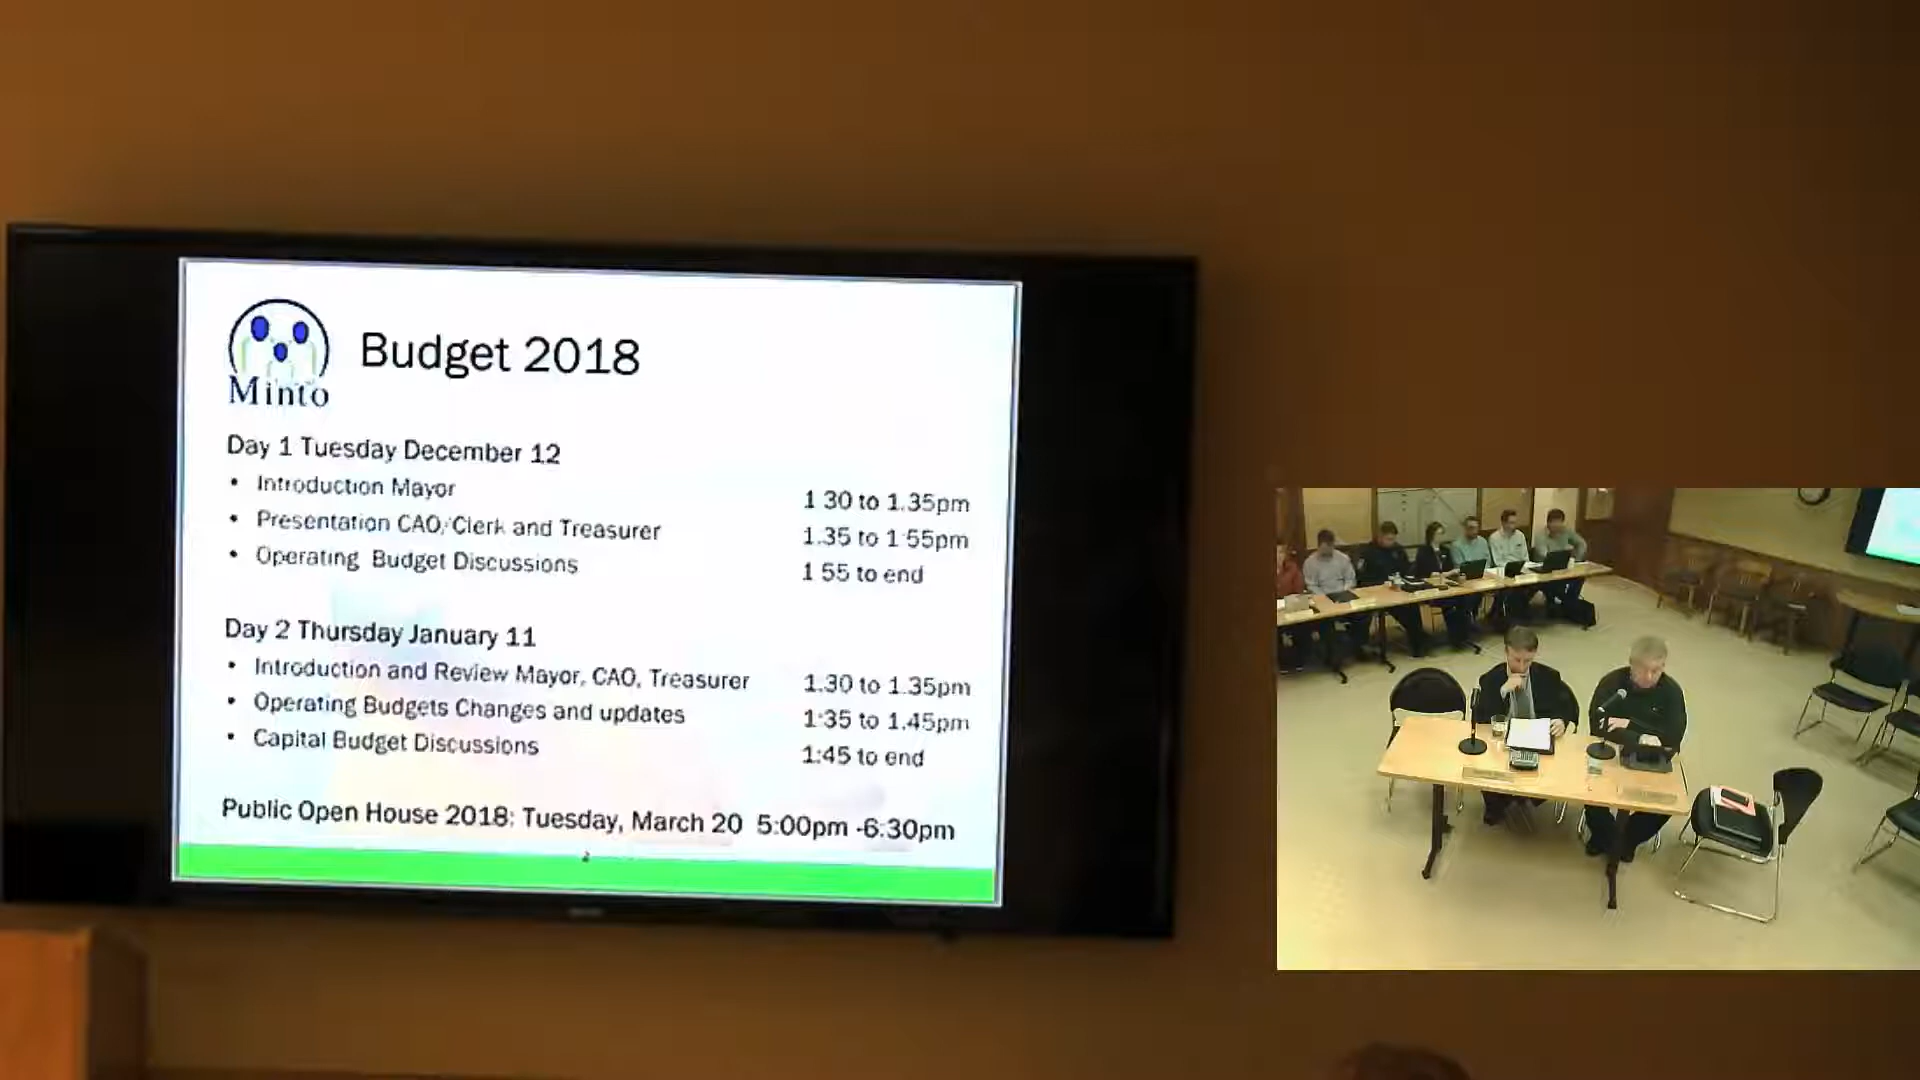 Minto
Budget 2018
Day 1 Tuesday December 12
• Introduction Mayor 1 30 to 1.35pm
• Presentation CAO/Clerk and Treasurer 1.35 to 1:55pm
• Operating Budget Discussions 1 55 to end
Day 2 Thursday January 11
• Introduction and Review Mayor, CAO, Treasurer 1.30 to 1.35pm
• Operating Budgets Changes and updates 1:35 to 1.45pm
• Capital Budget Discussions 1:45 to end
Public Open House 2018: Tuesday, March 20 5:00pm -6:30pm
2